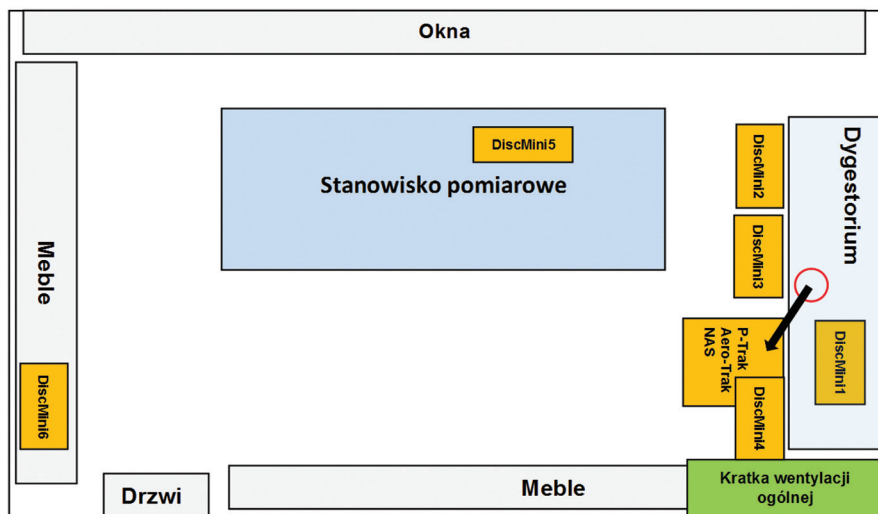 Okna
DiscMini5
Stanowisko pomiarowe
Meble
DiscMini6
DiscMini2
DiscMini3
Dygestorium
P-Trak
Aero-Trak
NAS
DiscMini1
DiscMini4
Drzwi
Meble
Kratka wentylacji
ogólnej